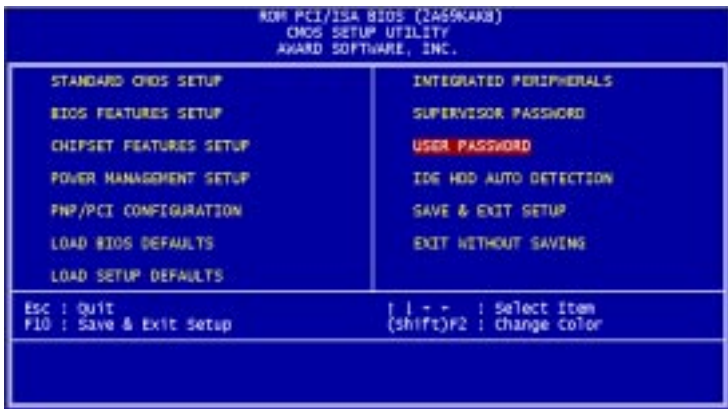 ROM PCI/ISA BIOS (2A69KAKB)
CMOS SETUP UTILITY
AWARD SOFTWARE, INC.
STANDARD CMOS SETUP
BIOS FEATURES SETUP
CHIPSET FEATURES SETUP
POWER MANAGEMENT SETUP
PNP/PCI CONFIGURATION
LOAD BIOS DEFAULTS
LOAD SETUP DEFAULTS
INTEGRATED PERIPHERALS
SUPERVISOR PASSWORD
USER PASSWORD
IDE HDD AUTO DETECTION
SAVE & EXIT SETUP
EXIT WITHOUT SAVING
Esc : Quit
F10 : Save & Exit Setup
: Select Item
(Shift)F2 : Change Color